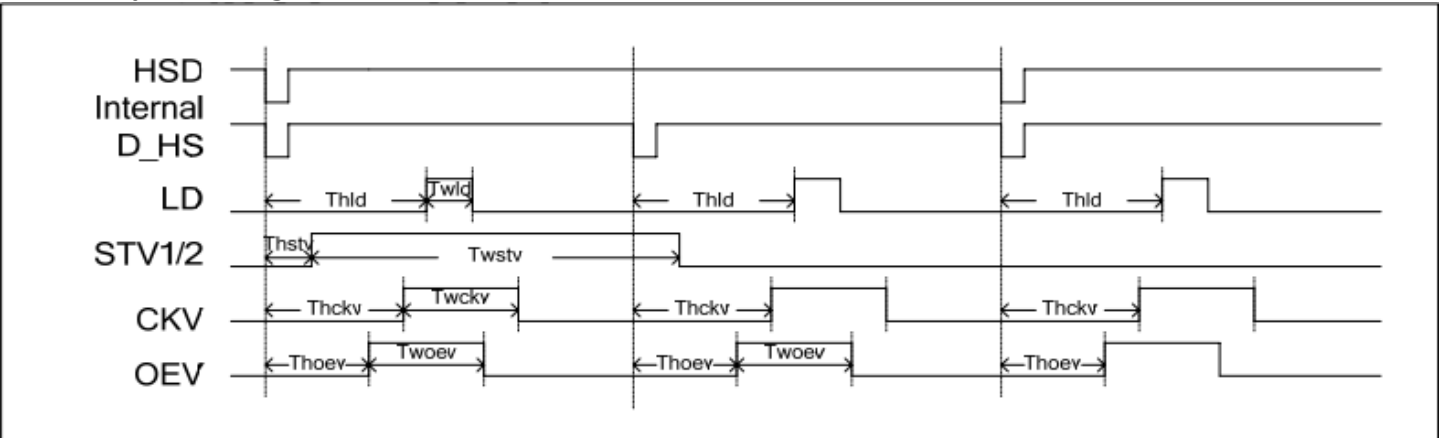 HSD
Internal
D_HS
LD Thld Twld Thld Thld
STV1/2 Thstv Twstv
CKV Thckv Twckv Thckv Thckv
OEV Thoev Twoev Thoev Twoev Thoev